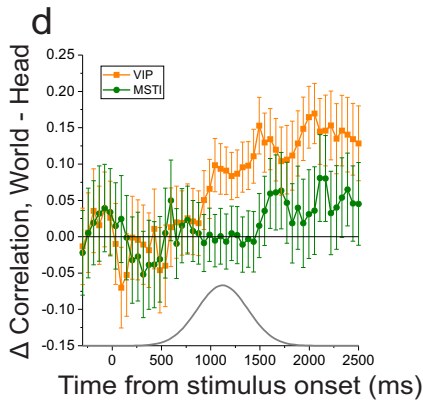 d
0.25
0.20
0.15
0.10
0.05
0.00
-0.05
-0.10
-0.15
Δ Correlation, World - Head
VIP
MSTl
0 500 1000 1500 2000 2500
Time from stimulus onset (ms)